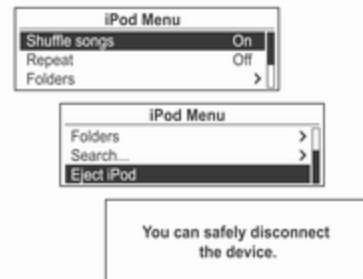 iPod Menu
Shuffle songs On
Repeat Off
Folders >
iPod Menu
Folders >
Search... >
Eject iPod
You can safely disconnect
the device.